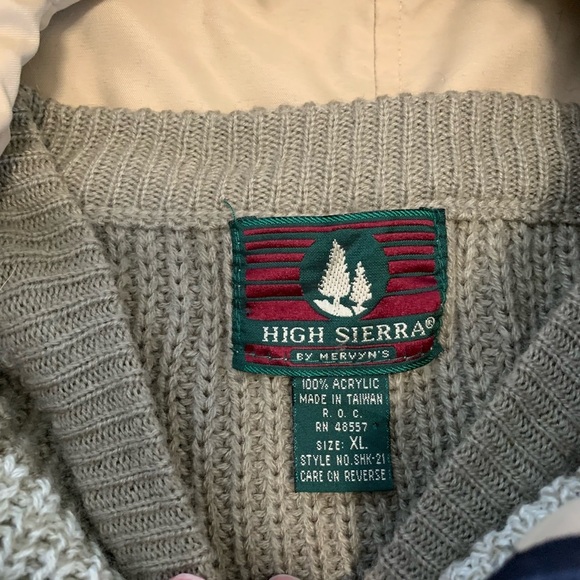 HIGH SIERRA®
BY MERVYN'S
100% ACRYLIC
MADE IN TAIWAN
R. O. C.
RN 48557
SIZE: XL
STYLE NO.SHK-21
CARE ON REVERSE